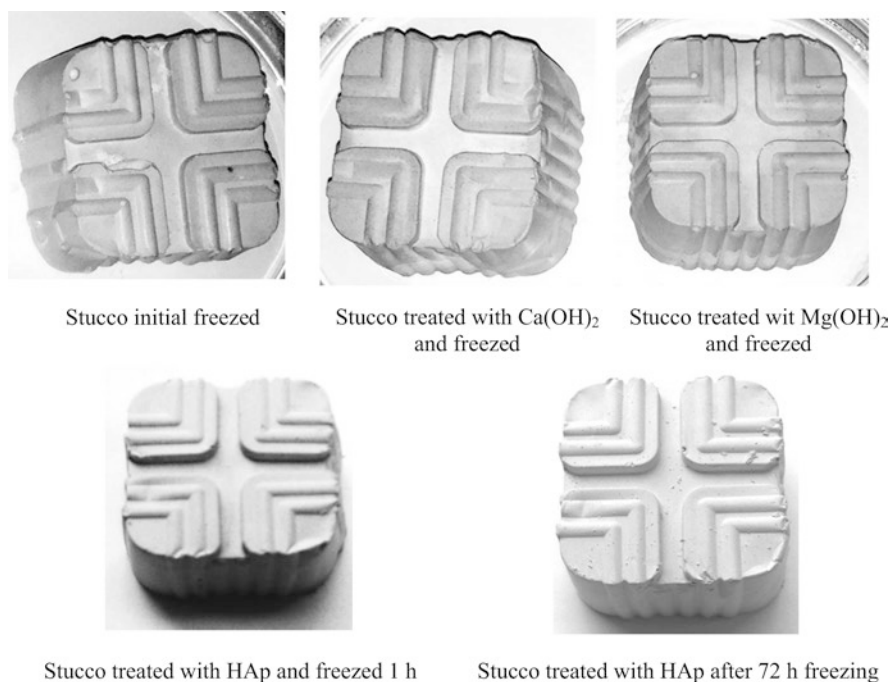 Stucco initial freezed
Stucco treated with Ca(OH)₂
and freezed
Stucco treated wit Mg(OH)₂
and freezed
Stucco treated with HAp and freezed 1 h
Stucco treated with HAp after 72 h freezing